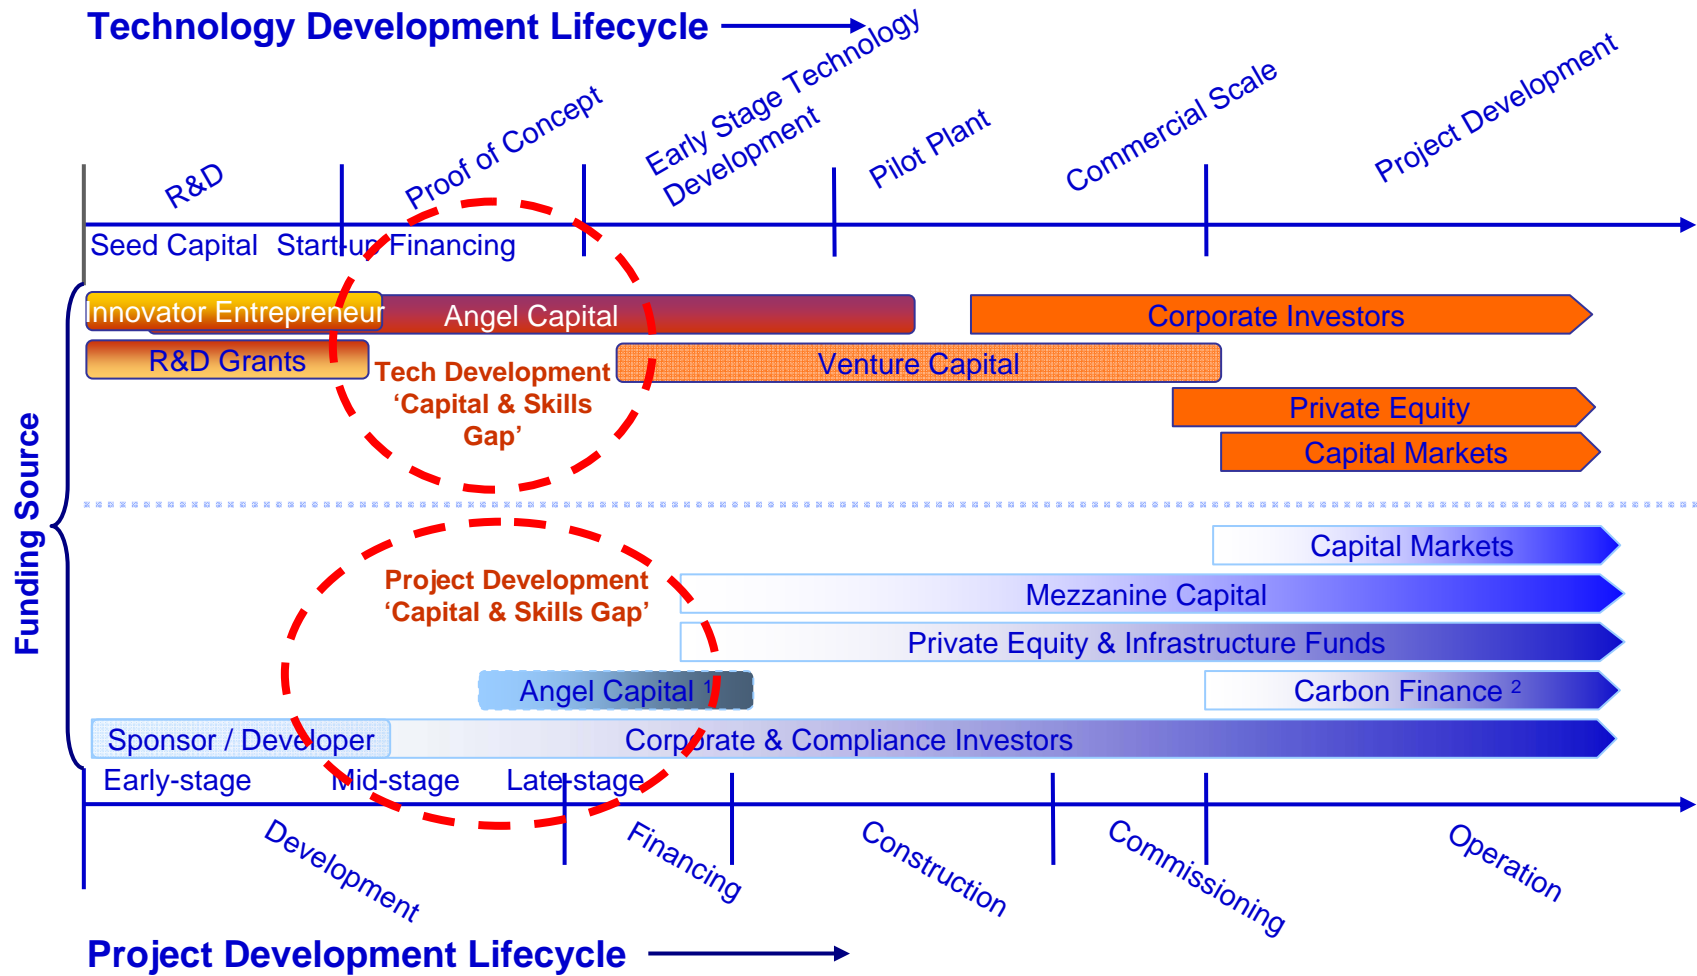 Technology Development Lifecycle
R&D
Proof of Concept
Early Stage Technology
Development
Pilot Plant
Commercial Scale
Project Development
Seed Capital
Start-up Financing
Funding Source
Innovator Entrepreneur
Angel Capital
Corporate Investors
R&D Grants
Venture Capital
Tech Development
‘Capital & Skills
Gap’
Private Equity
Capital Markets
Capital Markets
Project Development
‘Capital & Skills Gap’
Mezzanine Capital
Private Equity & Infrastructure Funds
Angel Capital ¹
Carbon Finance ²
Sponsor / Developer
Corporate & Compliance Investors
Early-stage
Mid-stage
Late-stage
Development
Financing
Construction
Commissioning
Operation
Project Development Lifecycle